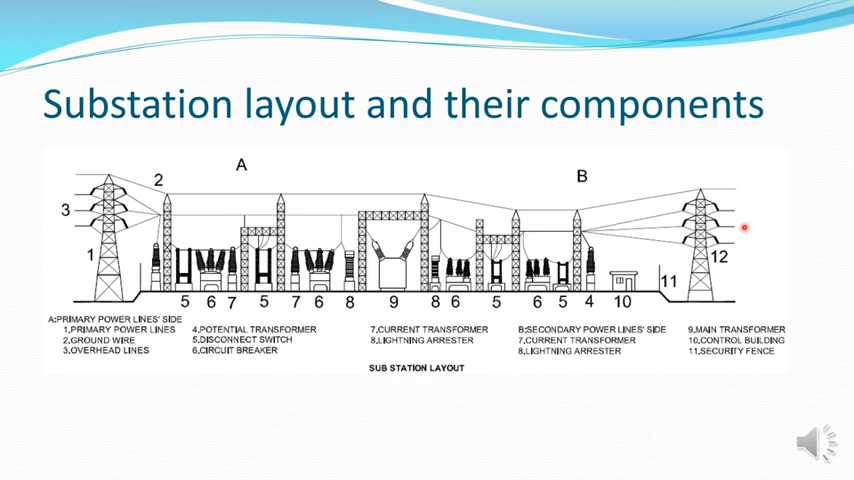 Substation layout and their components
A
B
2
3
1
12
11
5 6 7 5 7 6 8 9 8 6 5 6 5 4 10
A:PRIMARY POWER LINES' SIDE
1,PRIMARY POWER LINES
2,GROUND WIRE
3,OVERHEAD LINES
4,POTENTIAL TRANSFORMER
5,DISCONNECT SWITCH
6,CIRCUIT BREAKER
7,CURRENT TRANSFORMER
8,LIGHTNING ARRESTER
B:SECONDARY POWER LINES' SIDE
7,CURRENT TRANSFORMER
8,LIGHTNING ARRESTER
9,MAIN TRANSFORMER
10,CONTROL BUILDING
11,SECURITY FENCE
SUB STATION LAYOUT